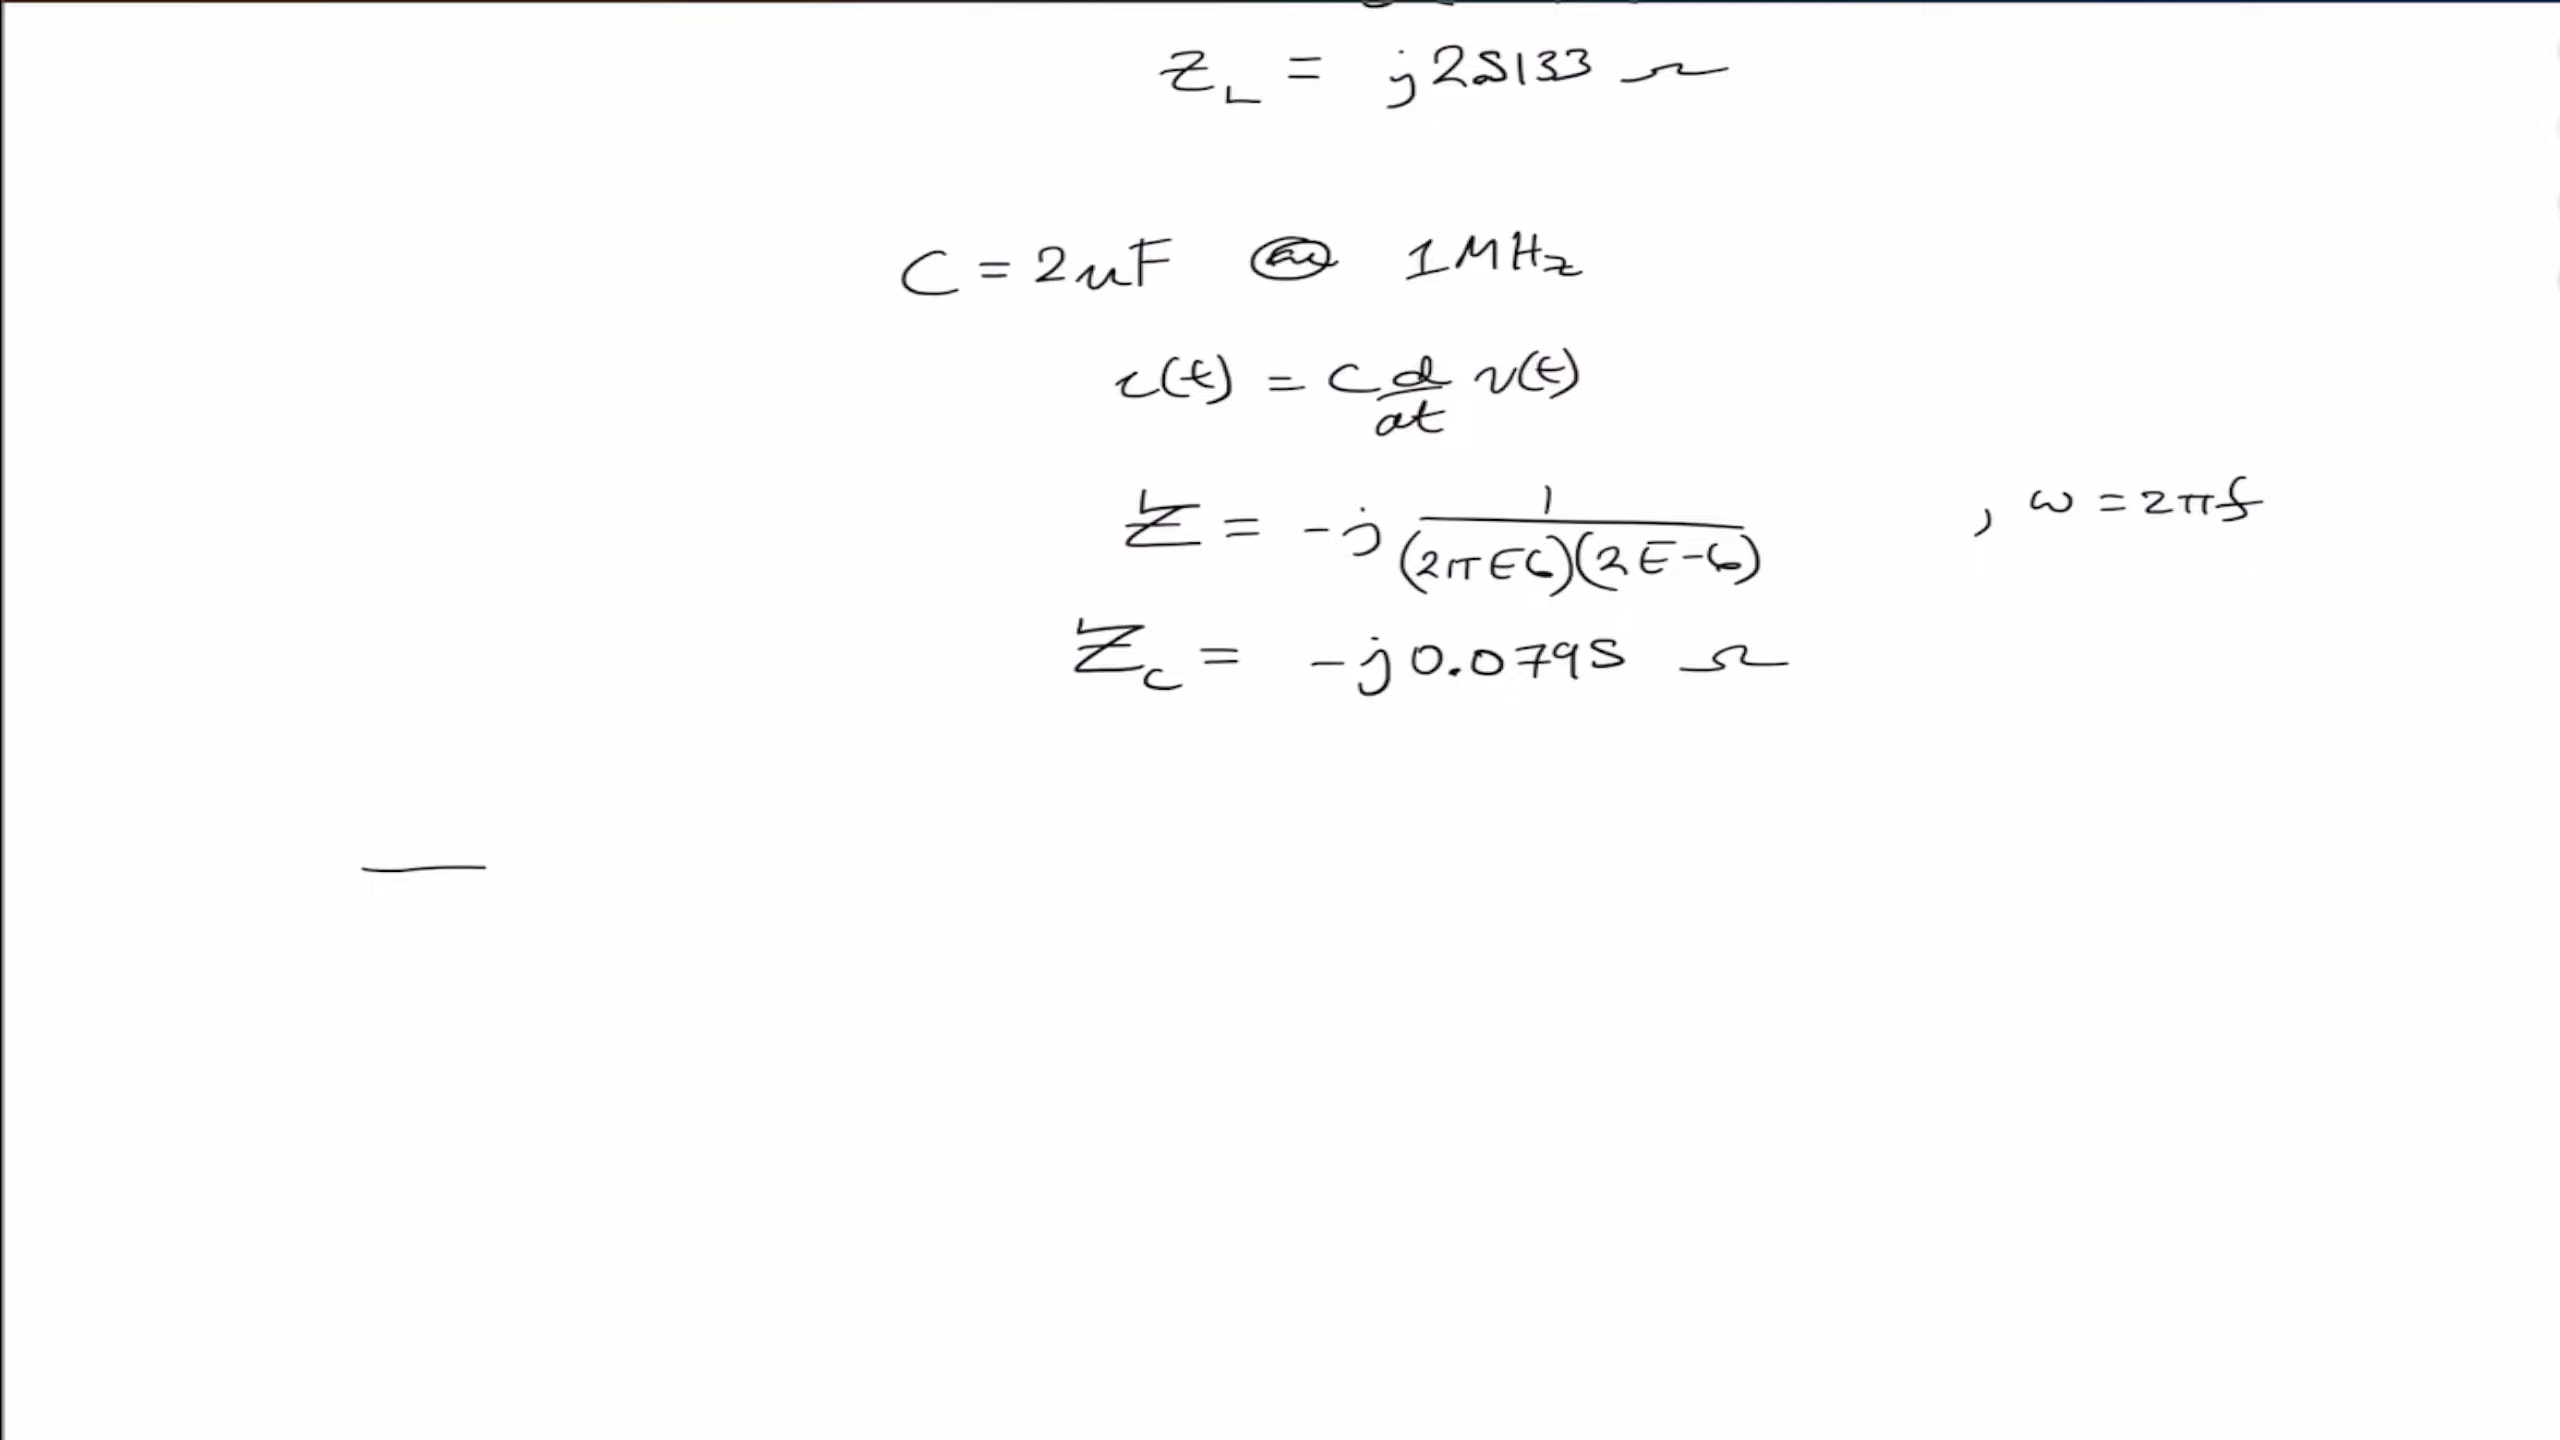 Z_L = j25133 Ω
C = 2uF @ 1MHz
i(t) = C d/dt v(t)
Z = -j 1/((2πE6)(2E-6)) , ω = 2πf
Z_C = -j0.0795 Ω